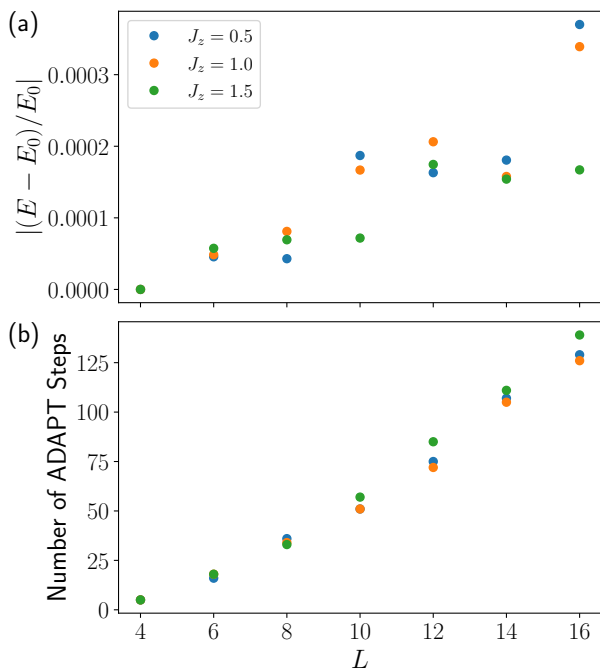 (a)
$J_z = 0.5$
$J_z = 1.0$
$J_z = 1.5$
$|(E - E_0)/E_0|$
0.0003
0.0002
0.0001
0.0000
(b)
Number of ADAPT Steps
125
100
75
50
25
0
4 6 8 10 12 14 16
$L$